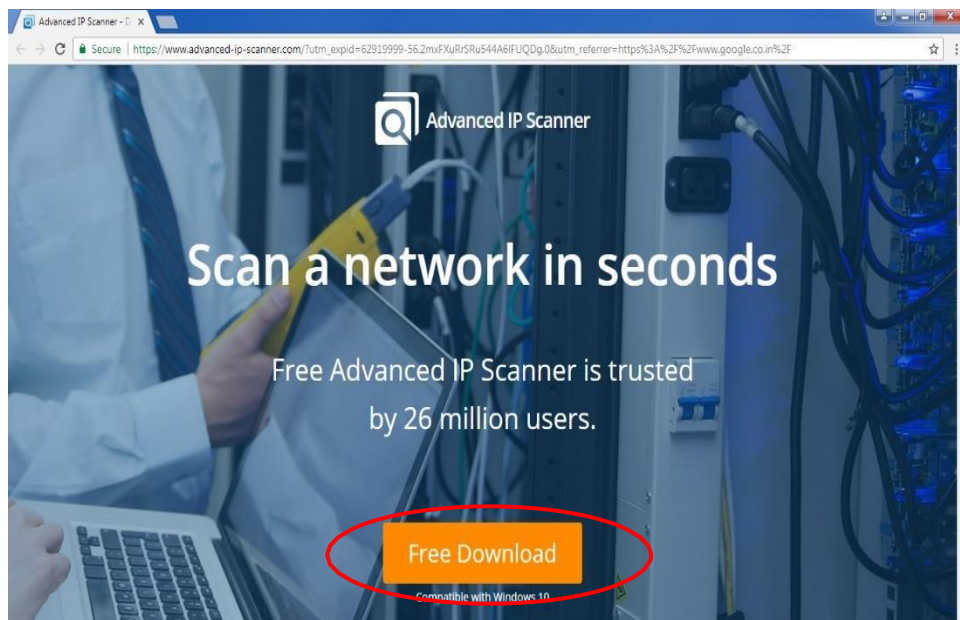 Advanced IP Scanner - D
Secure | https://www.advanced-ip-scanner.com/?utm_expid=62919999-56.2mxFXuRrSRu544A6IFUQDg.0&utm_referrer=https%3A%2F%2Fwww.google.co.in%2F
Advanced IP Scanner
Scan a network in seconds
Free Advanced IP Scanner is trusted
by 26 million users.
Free Download
Compatible with Windows 10